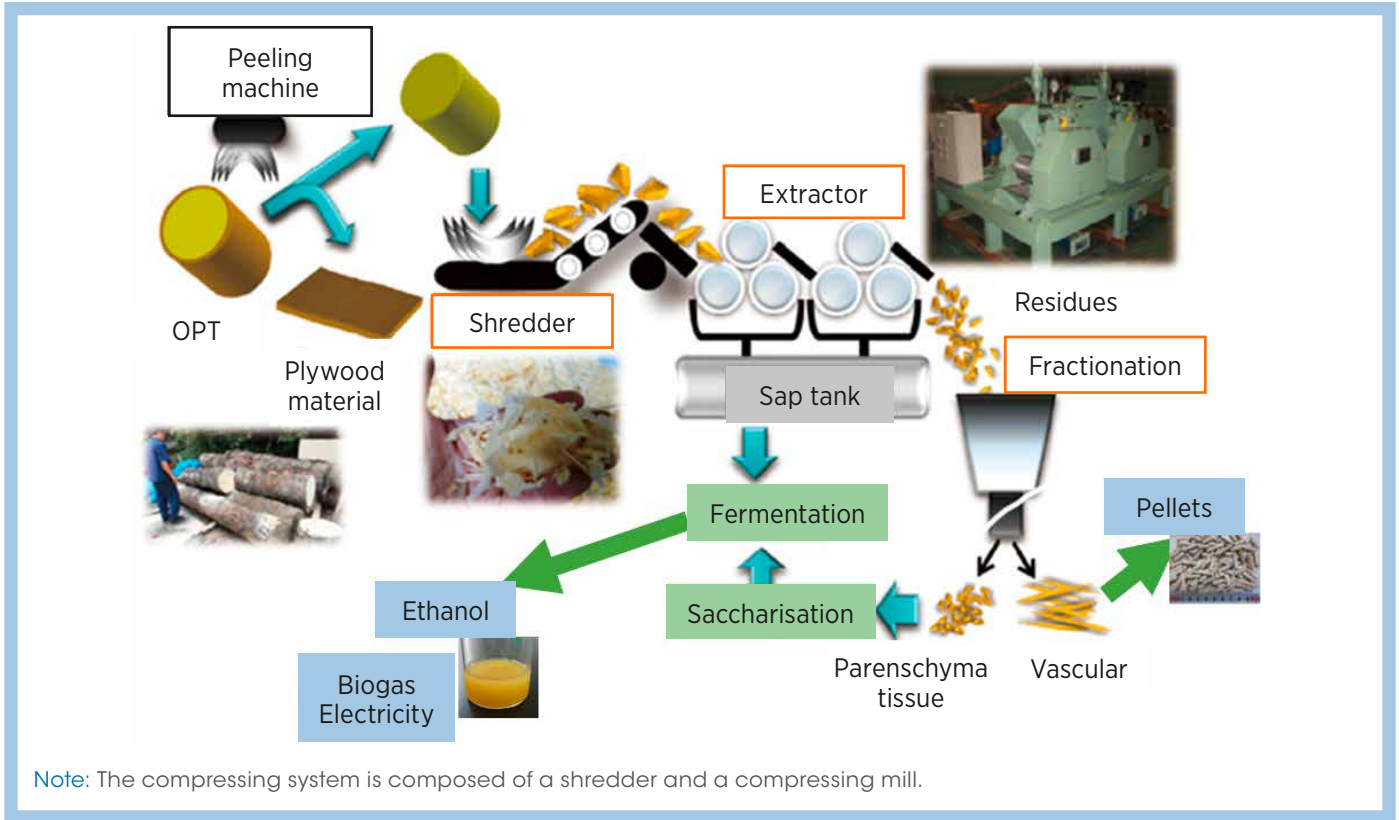 Peeling
machine
OPT
Plywood
material
Shredder
Extractor
Sap tank
Residues
Fractionation
Fermentation
Pellets
Saccharisation
Ethanol
Biogas
Electricity
Parenschyma
tissue
Vascular
Note: The compressing system is composed of a shredder and a compressing mill.